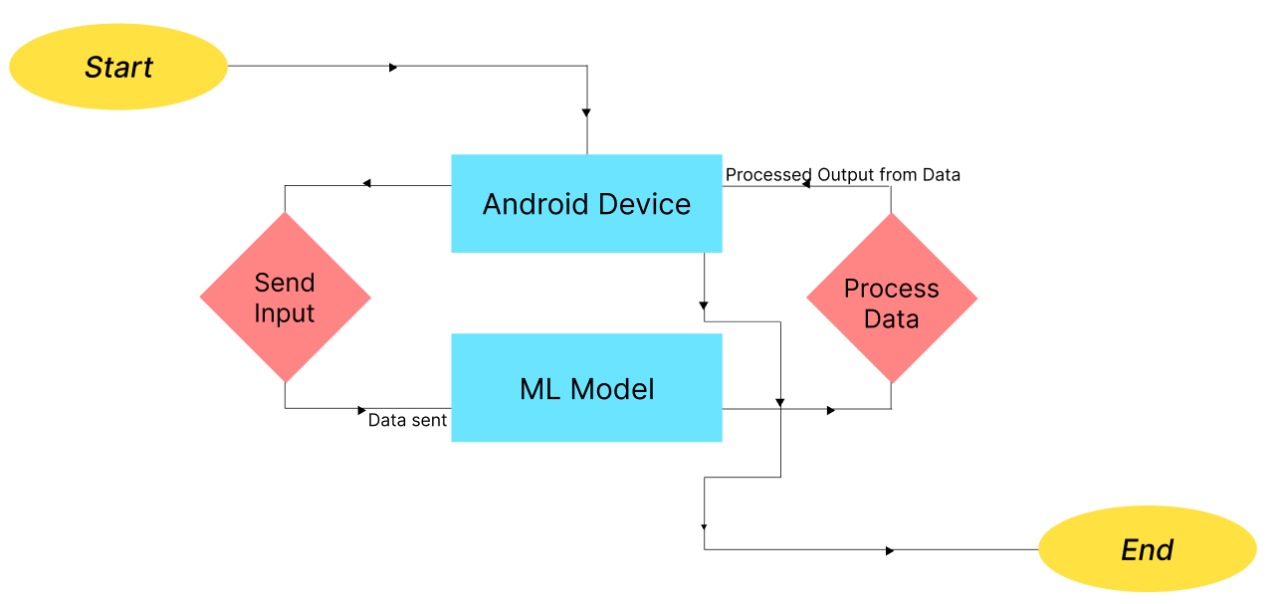 Start
Processed Output from Data
Android Device
Send
Input
Process
Data
ML Model
Data sent
End